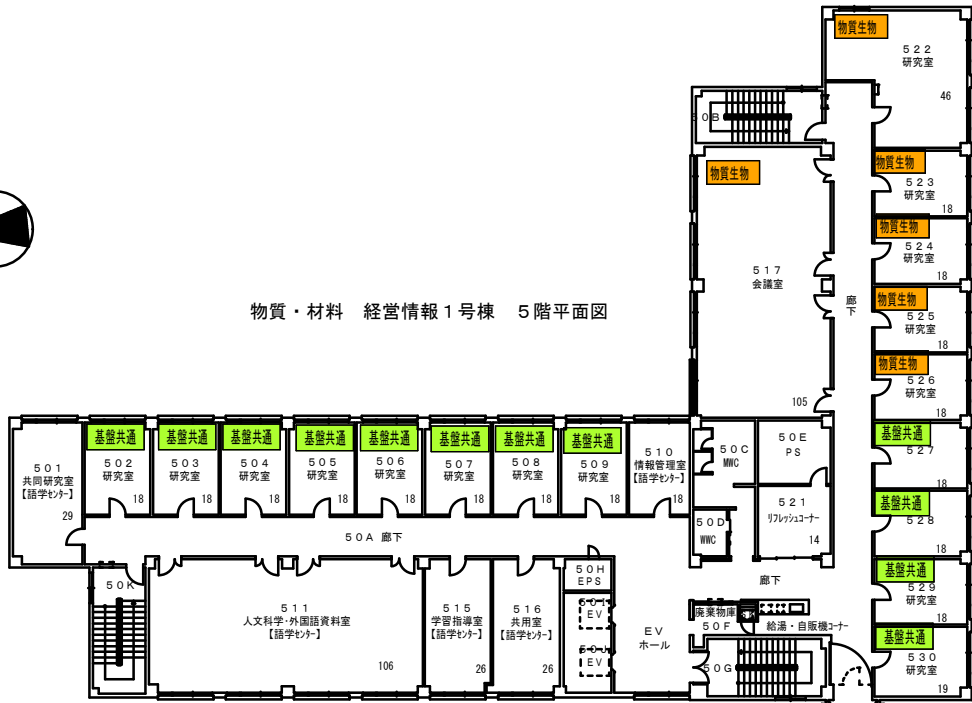 物質生物
522
研究室
46
50B
物質生物
517
会議室
105
廊下
物質生物
523
研究室
18
物質生物
524
研究室
18
物質生物
525
研究室
18
物質生物
526
研究室
18
物質・材料 経営情報1号棟 5階平面図
501
共同研究室
【語学センター】
29
基盤共通
502
研究室
18
基盤共通
503
研究室
18
基盤共通
504
研究室
18
基盤共通
505
研究室
18
基盤共通
506
研究室
18
基盤共通
507
研究室
18
基盤共通
508
研究室
18
基盤共通
509
研究室
18
510
情報管理室
【語学センター】
18
50C
MWC
50E
PS
50D
WWC
521
リフレッシュコーナー
14
基盤共通
527
18
基盤共通
528
18
基盤共通
529
研究室
18
基盤共通
530
研究室
19
50A 廊下
廊下
50K
511
人文科学・外国語資料室
【語学センター】
106
515
学習指導室
【語学センター】
26
516
共用室
【語学センター】
26
50H
EPS
50I
EV
50J
EV
EV
ホール
廃棄物庫
50F
給湯・自販機コーナー
50G